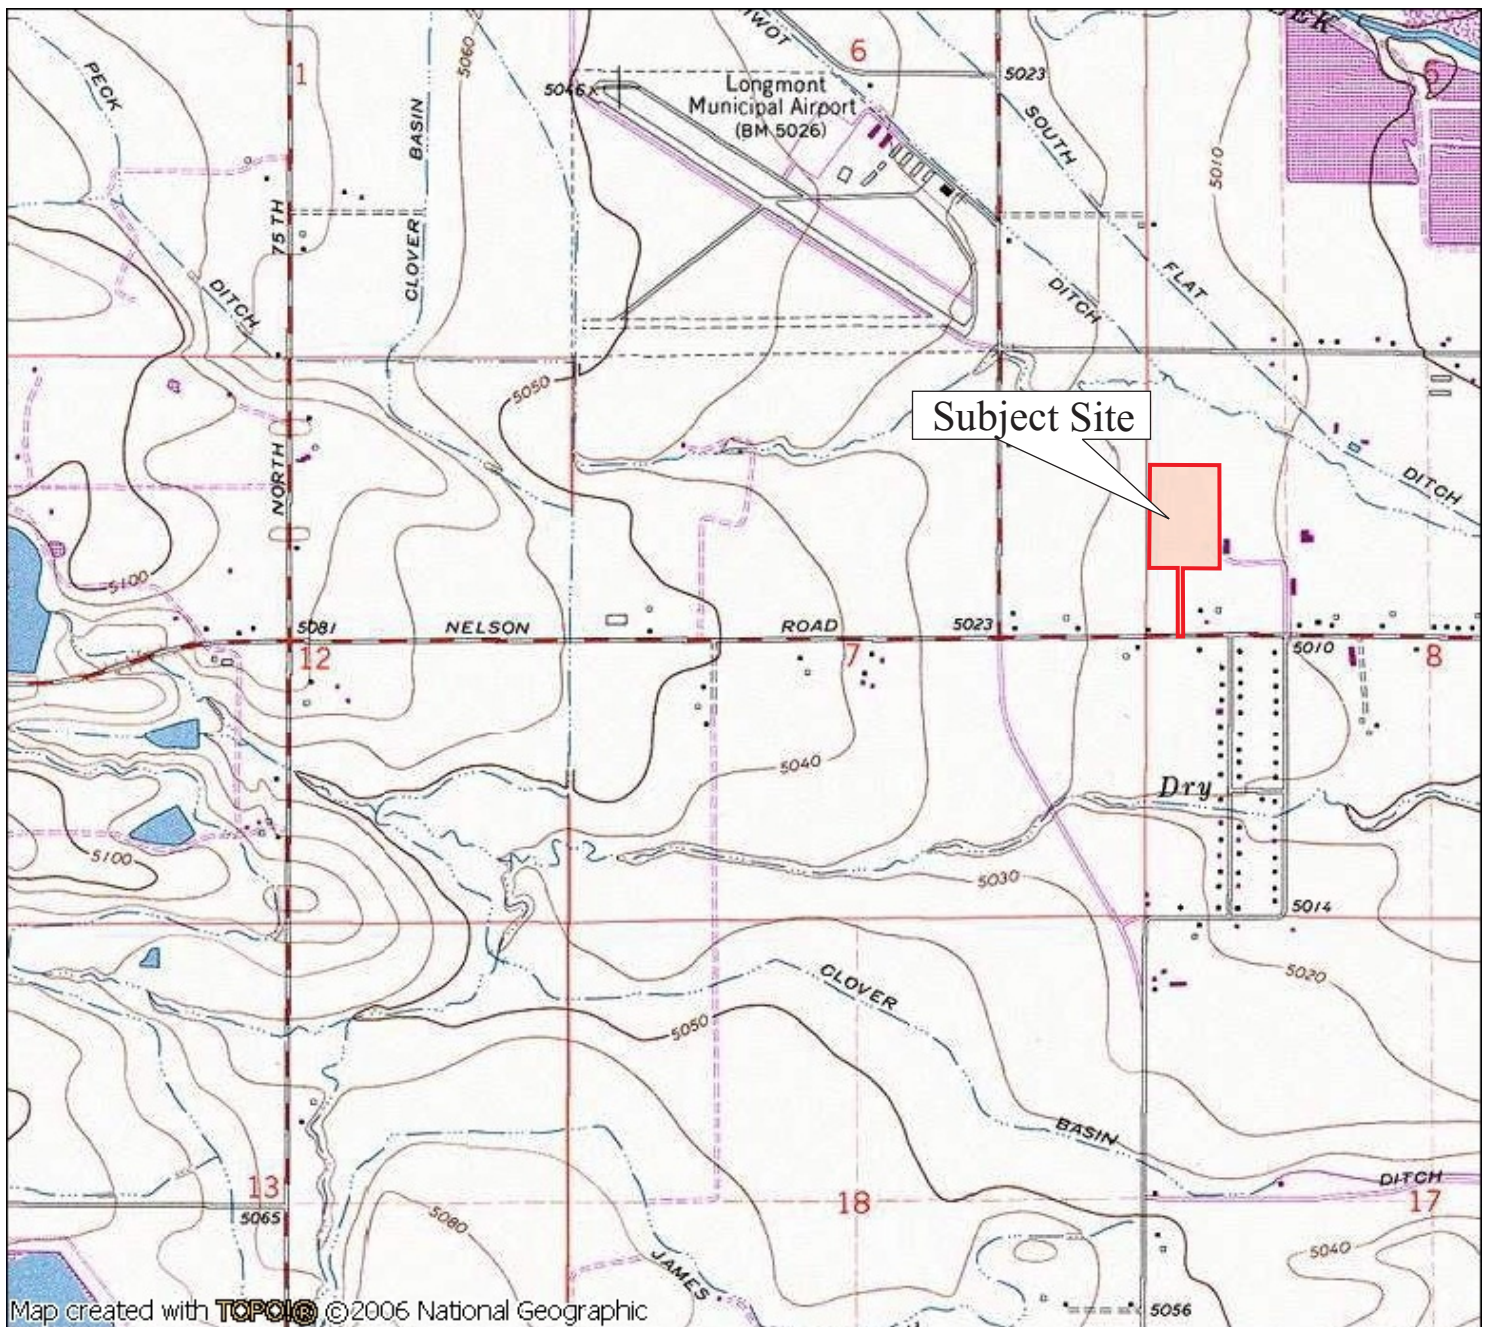 EK
IWOT
6
5
PECK
1
5060
5023
5046
Longmont
Municipal Airport
(BM 5026)
BASIN
SOUTH
5010
75 TH
CLOVER
DITCH
DITCH
FLAT
5050
Subject Site
NORTH
DITCH
5100
5081
NELSON
ROAD
5023
12
7
5010
8
5040
Dry
5100
5030
5014
CLOVER
5020
5050
BASIN
DITCH
13
18
17
5065
5080
JAMES
5040
5056
Map created with TOPO!® ©2006 National Geographic